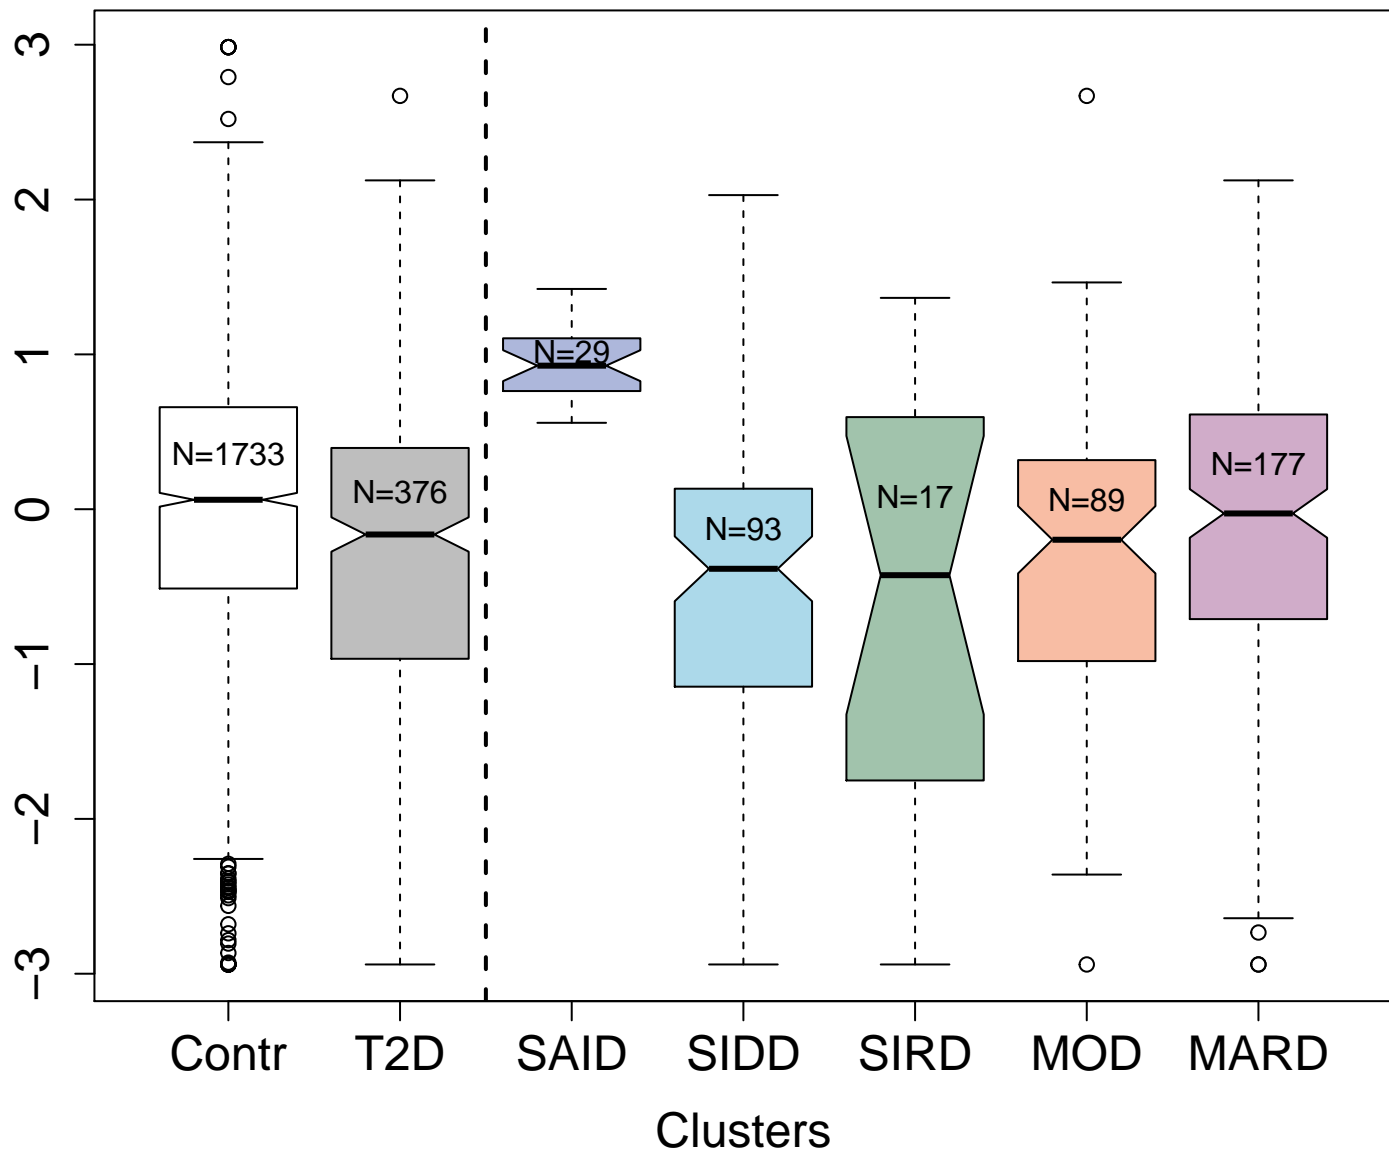 3
2
1
0
−1
−2
−3
N=1733
N=376
N=29
N=93
N=17
N=89
N=177
Contr T2D SAID SIDD SIRD MOD MARD
Clusters